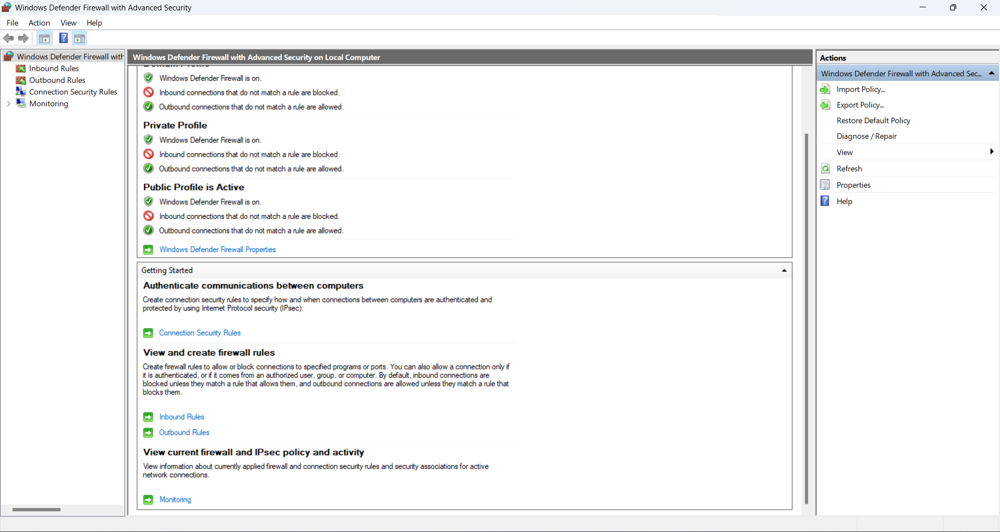 Windows Defender Firewall with Advanced Security
File Action View Help
Windows Defender Firewall with
Inbound Rules
Outbound Rules
Connection Security Rules
Monitoring
Windows Defender Firewall with Advanced Security on Local Computer
Windows Defender Firewall is on.
Inbound connections that do not match a rule are blocked.
Outbound connections that do not match a rule are allowed.
Private Profile
Windows Defender Firewall is on.
Inbound connections that do not match a rule are blocked.
Outbound connections that do not match a rule are allowed.
Public Profile is Active
Windows Defender Firewall is on.
Inbound connections that do not match a rule are blocked.
Outbound connections that do not match a rule are allowed.
Windows Defender Firewall Properties
Getting Started
Authenticate communications between computers
Create connection security rules to specify how and when connections between computers are authenticated and
protected by using Internet Protocol security (IPsec).
Connection Security Rules
View and create firewall rules
Create firewall rules to allow or block connections to specified programs or ports. You can also allow a connection only if
it is authenticated, or if it comes from an authorized user, group, or computer. By default, inbound connections are
blocked unless they match a rule that allows them, and outbound connections are allowed unless they match a rule that
blocks them.
Inbound Rules
Outbound Rules
View current firewall and IPsec policy and activity
View information about currently applied firewall and connection security rules and security associations for active
network connections.
Monitoring
Actions
Windows Defender Firewall with Advanced Sec...
Import Policy...
Export Policy...
Restore Default Policy
Diagnose / Repair
View
Refresh
Properties
Help